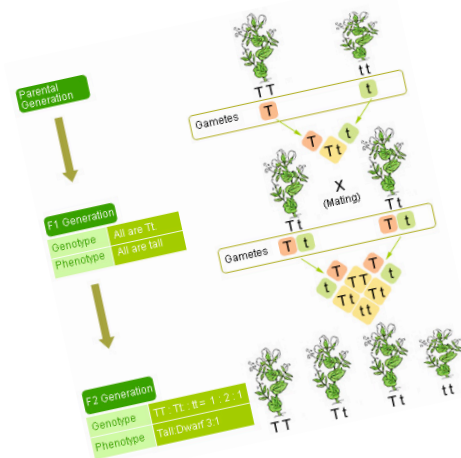 TT
tt
Parental
Generation
Gametes
T
t
T
t
Tt
X
(Mating)
Tt
Tt
F1 Generation
Genotype All are Tt.
Phenotype All are tall
Gametes
T t
T t
T
T
t
t
TT
Tt
Tt
tt
F2 Generation
Genotype TT : Tt : tt = 1 : 2 : 1
Phenotype Tall:Dwarf 3:1
TT
Tt
Tt
tt